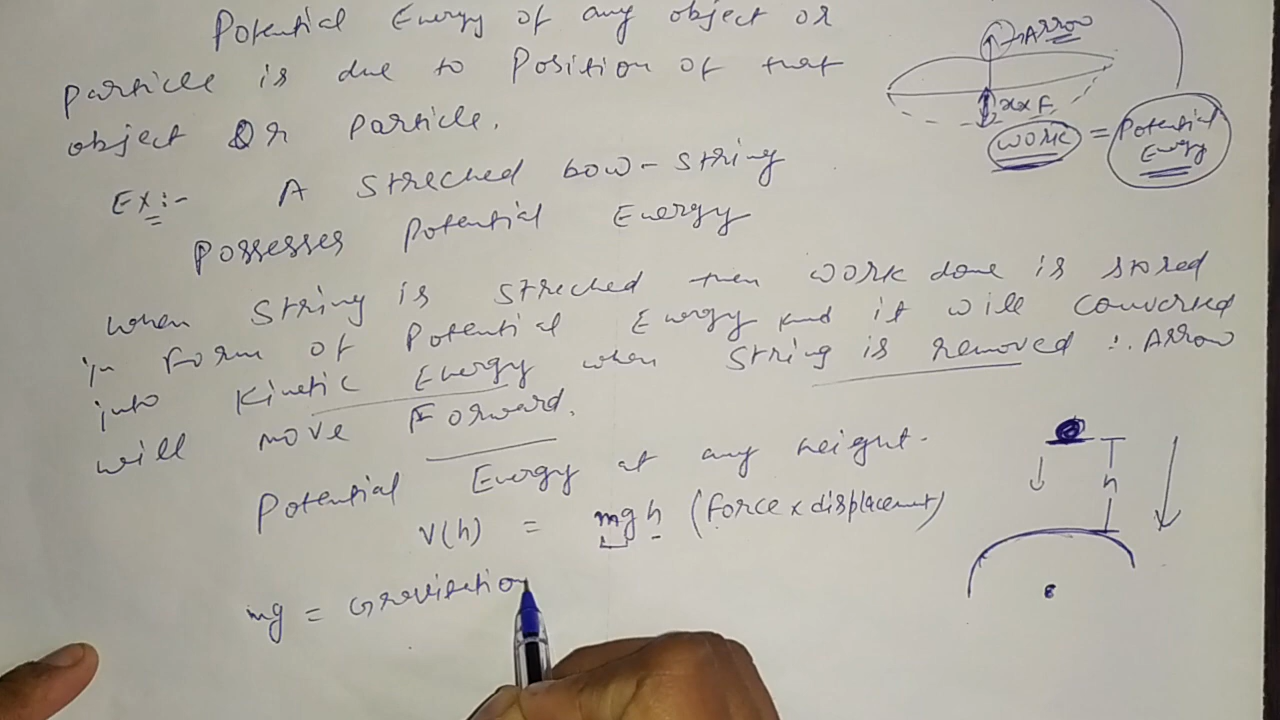 Potential Energy of any object or
particle is due to Position of that
object Or Particle.
Ex:- A streched bow-string
Possesses Potential Energy
when string is streched then work done is stored
in form of Potential Energy and it will converted
into kinetic Energy when string is removed ∴ Arrow
will move Forward.
Potential Energy at any height.
V(h) = mgh (Force x displacement)
mg = Gravitation
→Arrow
x x F
work = Potential
Energy
h
e